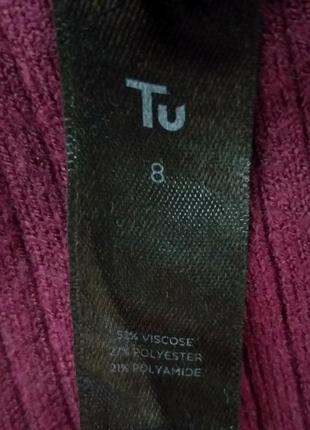 Tu
8
52% VISCOSE
27% POLYESTER
21% POLYAMIDE